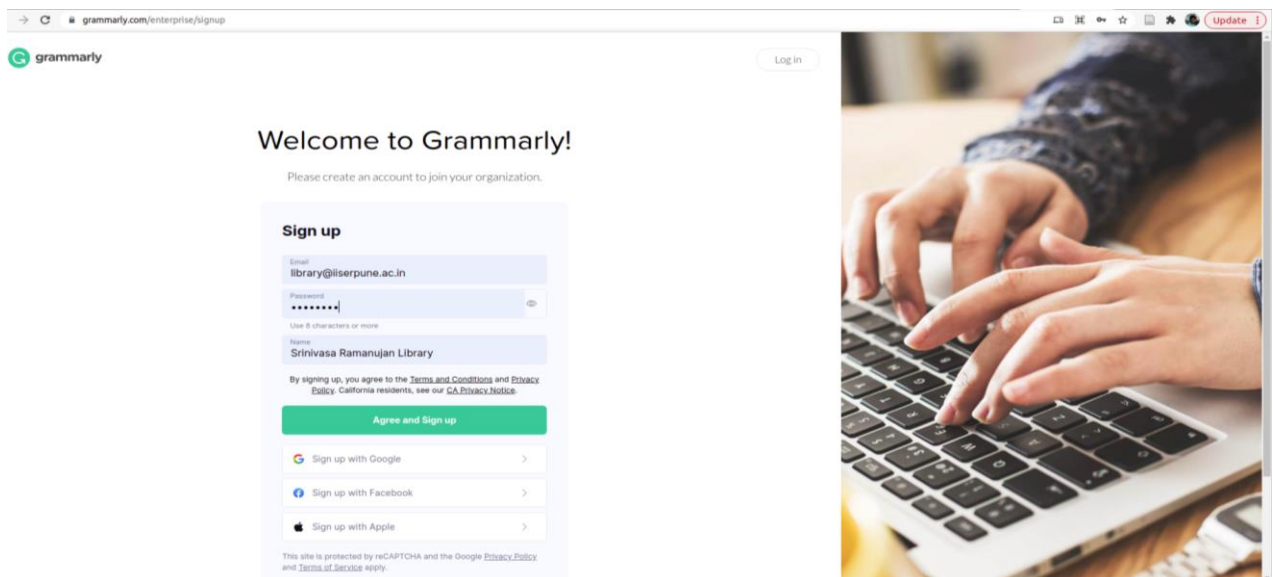 grammarly.com/enterprise/signup
Update
grammarly
Log in
Welcome to Grammarly!
Please create an account to join your organization.
Sign up
Email
library@iiserpune.ac.in
Password
••••••••
Use 8 characters or more
Name
Srinivasa Ramanujan Library
By signing up, you agree to the Terms and Conditions and Privacy
Policy. California residents, see our CA Privacy Notice.
Agree and Sign up
Sign up with Google
Sign up with Facebook
Sign up with Apple
This site is protected by reCAPTCHA and the Google Privacy Policy
and Terms of Service apply.